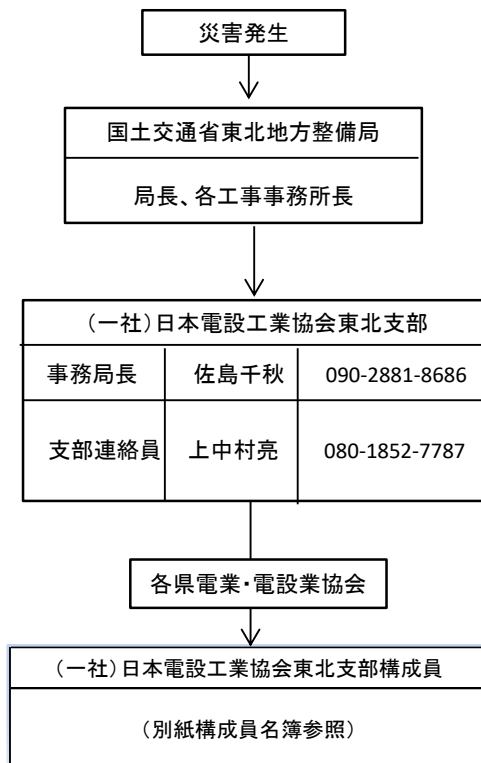 災害発生
国土交通省東北地方整備局
局長、各工事事務所長
（一社）日本電設工業協会東北支部
事務局長 佐島千秋 090-2881-8686
支部連絡員 上中村亮 080-1852-7787
各県電業・電設業協会
（一社）日本電設工業協会東北支部構成員
（別紙構成員名簿参照）